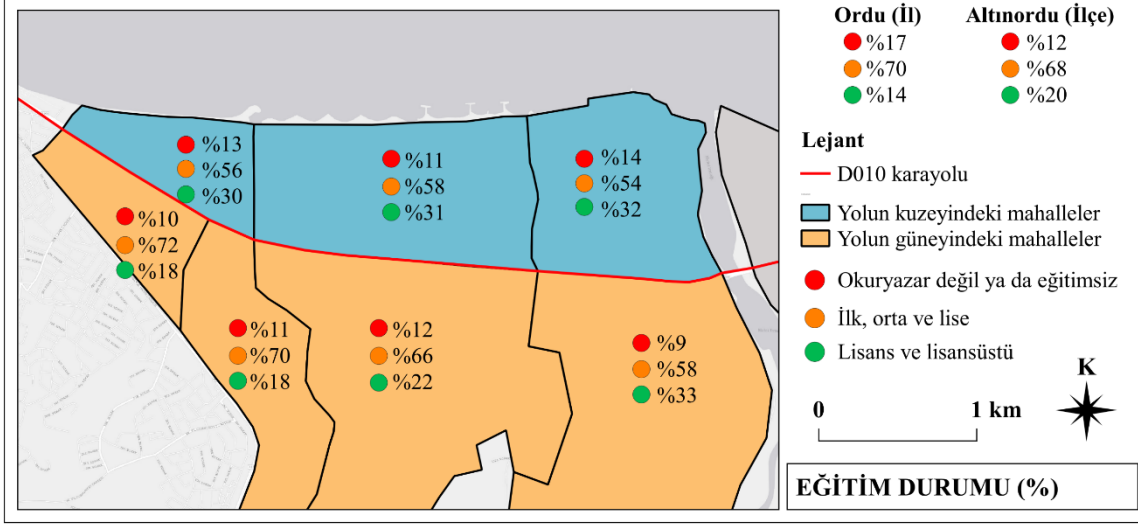 Ordu (İl)
%17
%70
%14
Altınordu (İlçe)
%12
%68
%20
%13
%56
%30
%11
%58
%31
%14
%54
%32
%10
%72
%18
%11
%70
%18
%12
%66
%22
%9
%58
%33
Lejant
D010 karayolu
Yolun kuzeyindeki mahalleler
Yolun güneyindeki mahalleler
Okuryazar değil ya da eğitimsiz
İlk, orta ve lise
Lisans ve lisansüstü
K
0 1 km
EĞİTİM DURUMU (%)